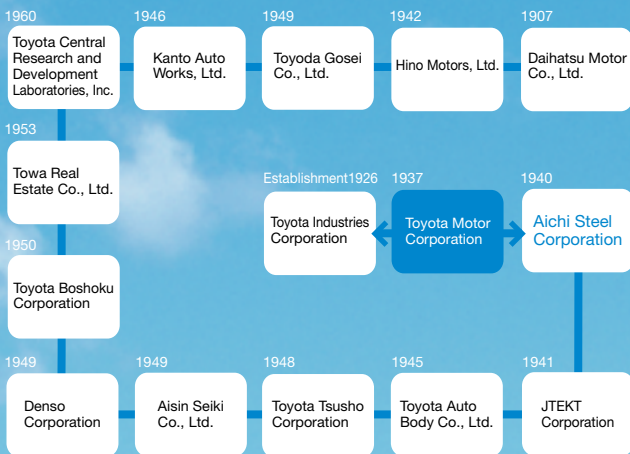 1960
Toyota Central
Research and
Development
Laboratories, Inc.
1946
Kanto Auto
Works, Ltd.
1949
Toyoda Gosei
Co., Ltd.
1942
Hino Motors, Ltd.
1907
Daihatsu Motor
Co., Ltd.
1953
Towa Real
Estate Co., Ltd.
Establishment1926
Toyota Industries
Corporation
1937
Toyota Motor
Corporation
1940
Aichi Steel
Corporation
1950
Toyota Boshoku
Corporation
1949
Denso
Corporation
1949
Aisin Seiki
Co., Ltd.
1948
Toyota Tsusho
Corporation
1945
Toyota Auto
Body Co., Ltd.
1941
JTEKT
Corporation